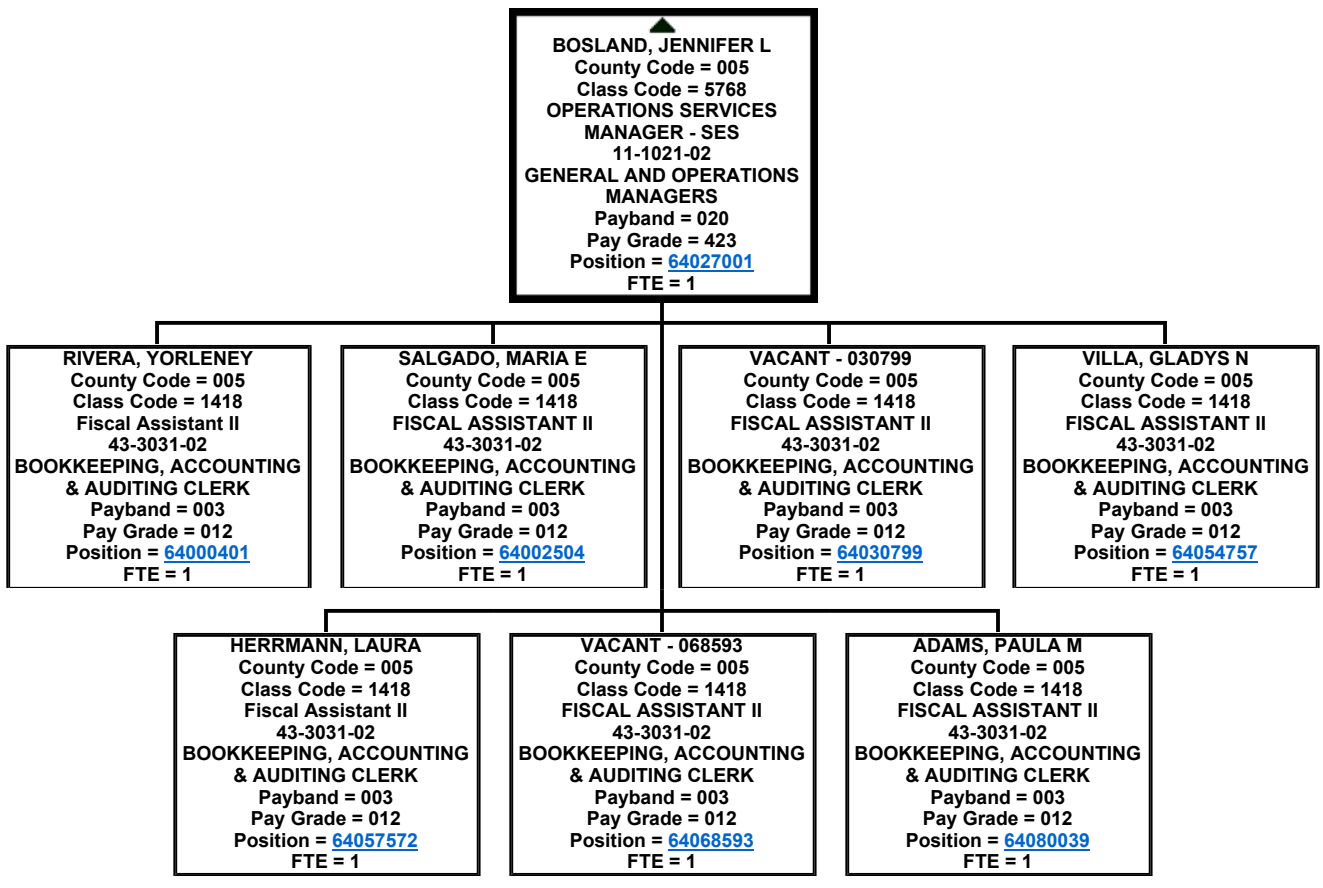 BOSLAND, JENNIFER L
County Code = 005
Class Code = 5768
OPERATIONS SERVICES
MANAGER - SES
11-1021-02
GENERAL AND OPERATIONS
MANAGERS
Payband = 020
Pay Grade = 423
Position = 64027001
FTE = 1
RIVERA, YORLENEY
County Code = 005
Class Code = 1418
Fiscal Assistant II
43-3031-02
BOOKKEEPING, ACCOUNTING
& AUDITING CLERK
Payband = 003
Pay Grade = 012
Position = 64000401
FTE = 1
SALGADO, MARIA E
County Code = 005
Class Code = 1418
FISCAL ASSISTANT II
43-3031-02
BOOKKEEPING, ACCOUNTING
& AUDITING CLERK
Payband = 003
Pay Grade = 012
Position = 64002504
FTE = 1
VACANT - 030799
County Code = 005
Class Code = 1418
FISCAL ASSISTANT II
43-3031-02
BOOKKEEPING, ACCOUNTING
& AUDITING CLERK
Payband = 003
Pay Grade = 012
Position = 64030799
FTE = 1
VILLA, GLADYS N
County Code = 005
Class Code = 1418
FISCAL ASSISTANT II
43-3031-02
BOOKKEEPING, ACCOUNTING
& AUDITING CLERK
Payband = 003
Pay Grade = 012
Position = 64054757
FTE = 1
HERRMANN, LAURA
County Code = 005
Class Code = 1418
Fiscal Assistant II
43-3031-02
BOOKKEEPING, ACCOUNTING
& AUDITING CLERK
Payband = 003
Pay Grade = 012
Position = 64057572
FTE = 1
VACANT - 068593
County Code = 005
Class Code = 1418
FISCAL ASSISTANT II
43-3031-02
BOOKKEEPING, ACCOUNTING
& AUDITING CLERK
Payband = 003
Pay Grade = 012
Position = 64068593
FTE = 1
ADAMS, PAULA M
County Code = 005
Class Code = 1418
FISCAL ASSISTANT II
43-3031-02
BOOKKEEPING, ACCOUNTING
& AUDITING CLERK
Payband = 003
Pay Grade = 012
Position = 64080039
FTE = 1